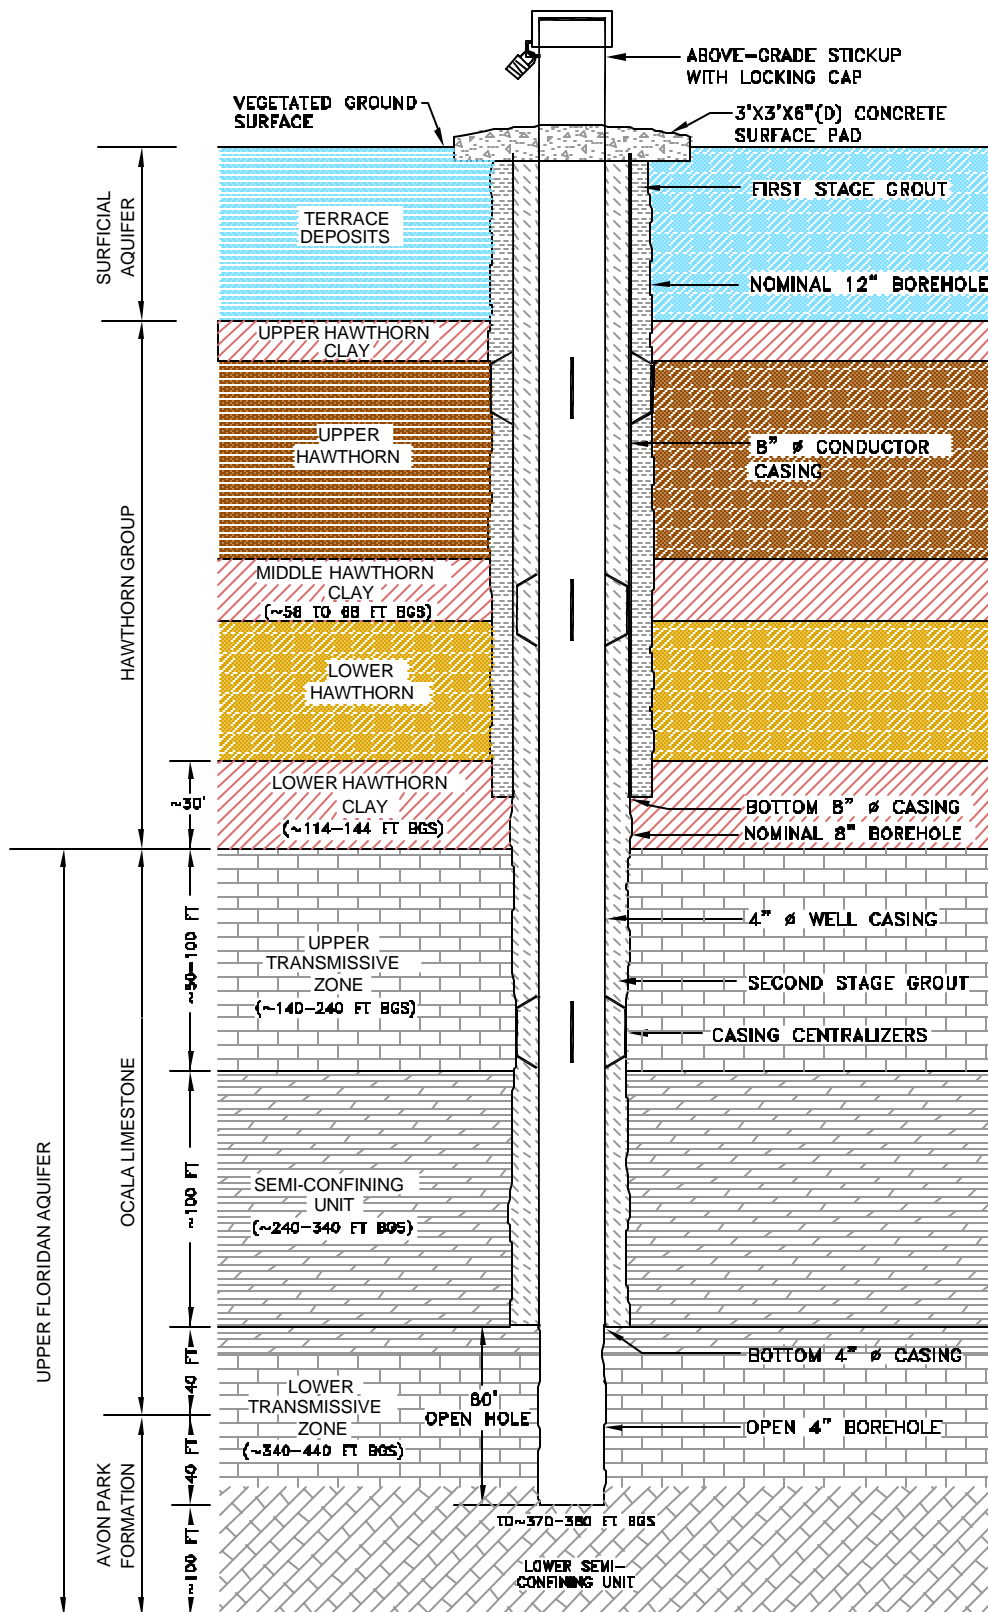 ABOVE-GRADE STICKUP
WITH LOCKING CAP
VEGETATED GROUND
SURFACE
3'X3'X6"(D) CONCRETE
SURFACE PAD
FIRST STAGE GROUT
SURFICIAL
AQUIFER
TERRACE
DEPOSITS
NOMINAL 12" BOREHOLE
UPPER HAWTHORN
CLAY
HAWTHORN GROUP
UPPER
HAWTHORN
8" ø CONDUCTOR
CASING
MIDDLE HAWTHORN
CLAY
(~58 TO 68 FT BGS)
LOWER
HAWTHORN
~30'
LOWER HAWTHORN
CLAY
(~114-144 FT BGS)
BOTTOM 8" ø CASING
NOMINAL 8" BOREHOLE
UPPER FLORIDAN AQUIFER
OCALA LIMESTONE
~90-100 FT
UPPER
TRANSMISSIVE
ZONE
(~140-240 FT BGS)
4" ø WELL CASING
SECOND STAGE GROUT
CASING CENTRALIZERS
~100 FT
SEMI-CONFINING
UNIT
(~240-340 FT BGS)
BOTTOM 4" ø CASING
40 FT
LOWER
TRANSMISSIVE
ZONE
(~340-440 FT BGS)
80'
OPEN HOLE
OPEN 4" BOREHOLE
AVON PARK
FORMATION
40 FT
~100 FT
TO~370-380 FT BGS
LOWER SEMI-
CONFINING UNIT